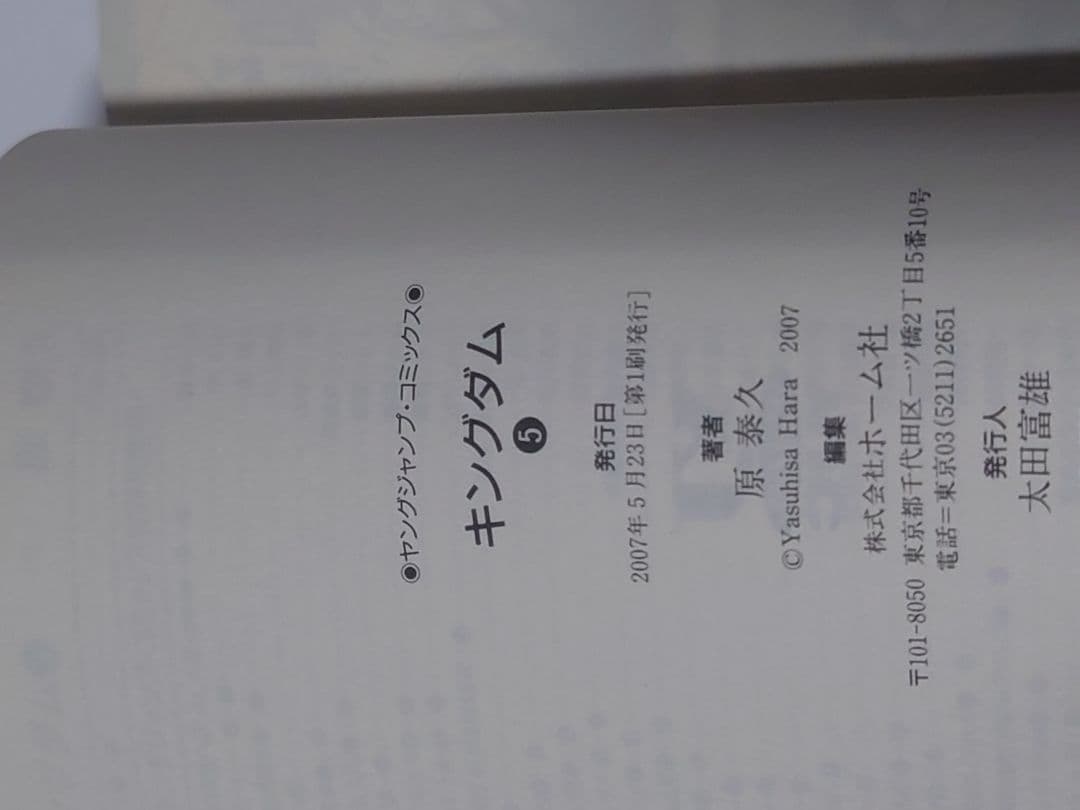 ◉ヤングジャンプ・コミックス◉
キングダム
❺
発行日
2007年5月23日[第1刷発行]
著者
原 泰久
©Yasuhisa Hara 2007
編集
株式会社ホーム社
〒101-8050 東京都千代田区一ツ橋2丁目5番10号
電話=東京03(5211)2651
発行人
太田富雄